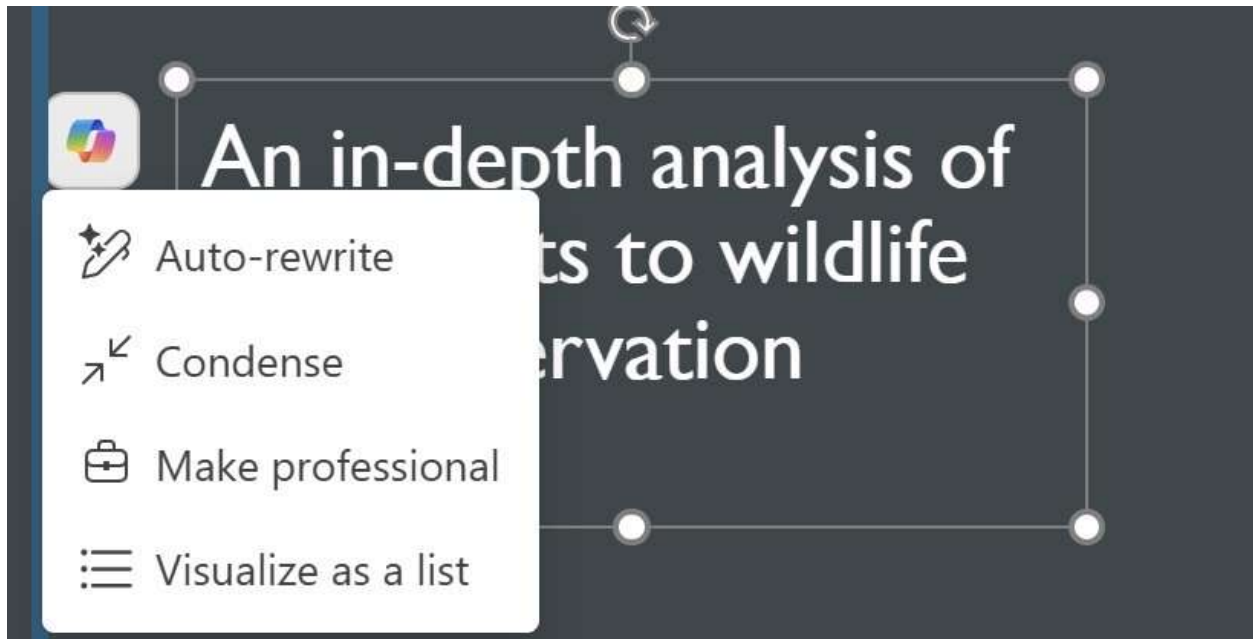 An in-depth analysis of
ts to wildlife
ervation
Auto-rewrite
Condense
Make professional
Visualize as a list